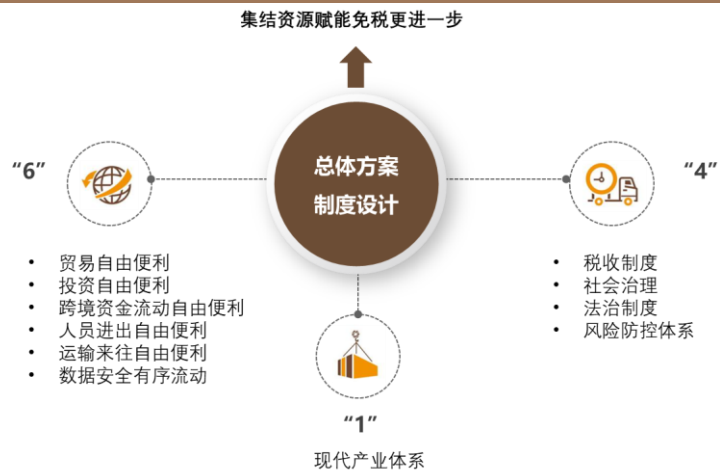 集结资源赋能免税更进一步
总体方案
制度设计
“6”
• 贸易自由便利
• 投资自由便利
• 跨境资金流动自由便利
• 人员进出自由便利
• 运输来往自由便利
• 数据安全有序流动
“4”
• 税收制度
• 社会治理
• 法治制度
• 风险防控体系
“1”
现代产业体系